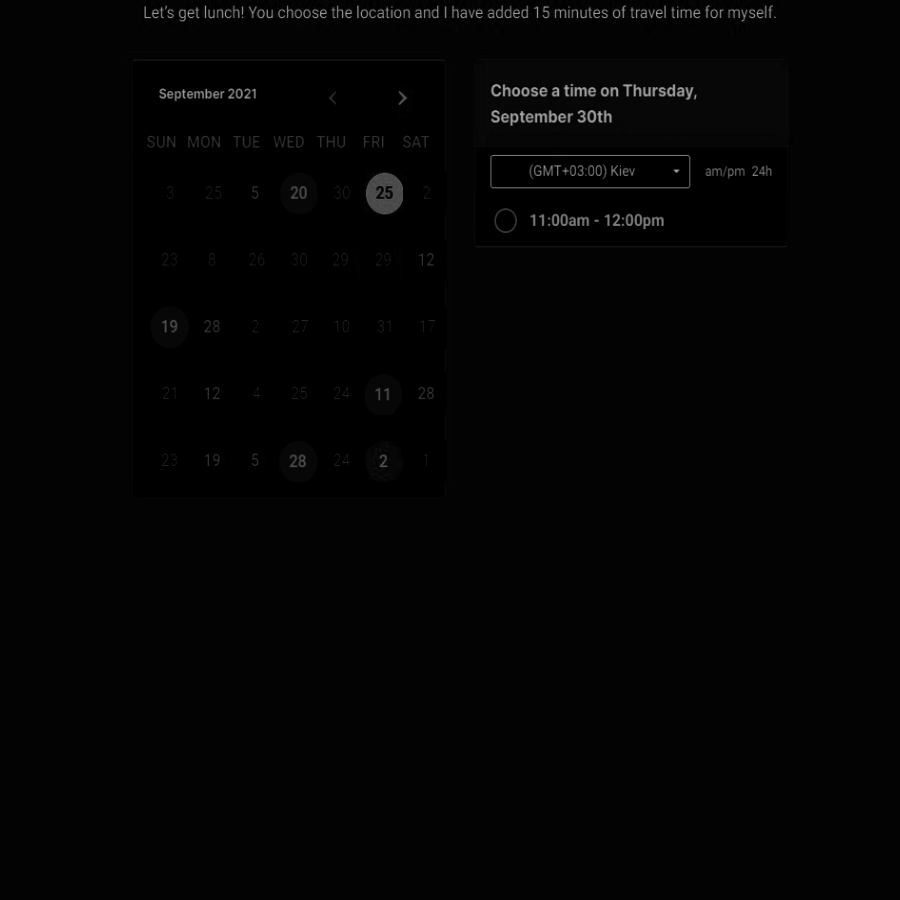 Let's get lunch! You choose the location and I have added 15 minutes of travel time for myself.
September 2021
SUN MON TUE WED THU FRI SAT
3 25 5 20 30 25 2
23 8 26 30 29 29 12
19 28 2 27 10 31 17
21 12 4 25 24 11 28
23 19 5 28 24 2 1
Choose a time on Thursday,
September 30th
(GMT+03:00) Kiev am/pm 24h
11:00am - 12:00pm